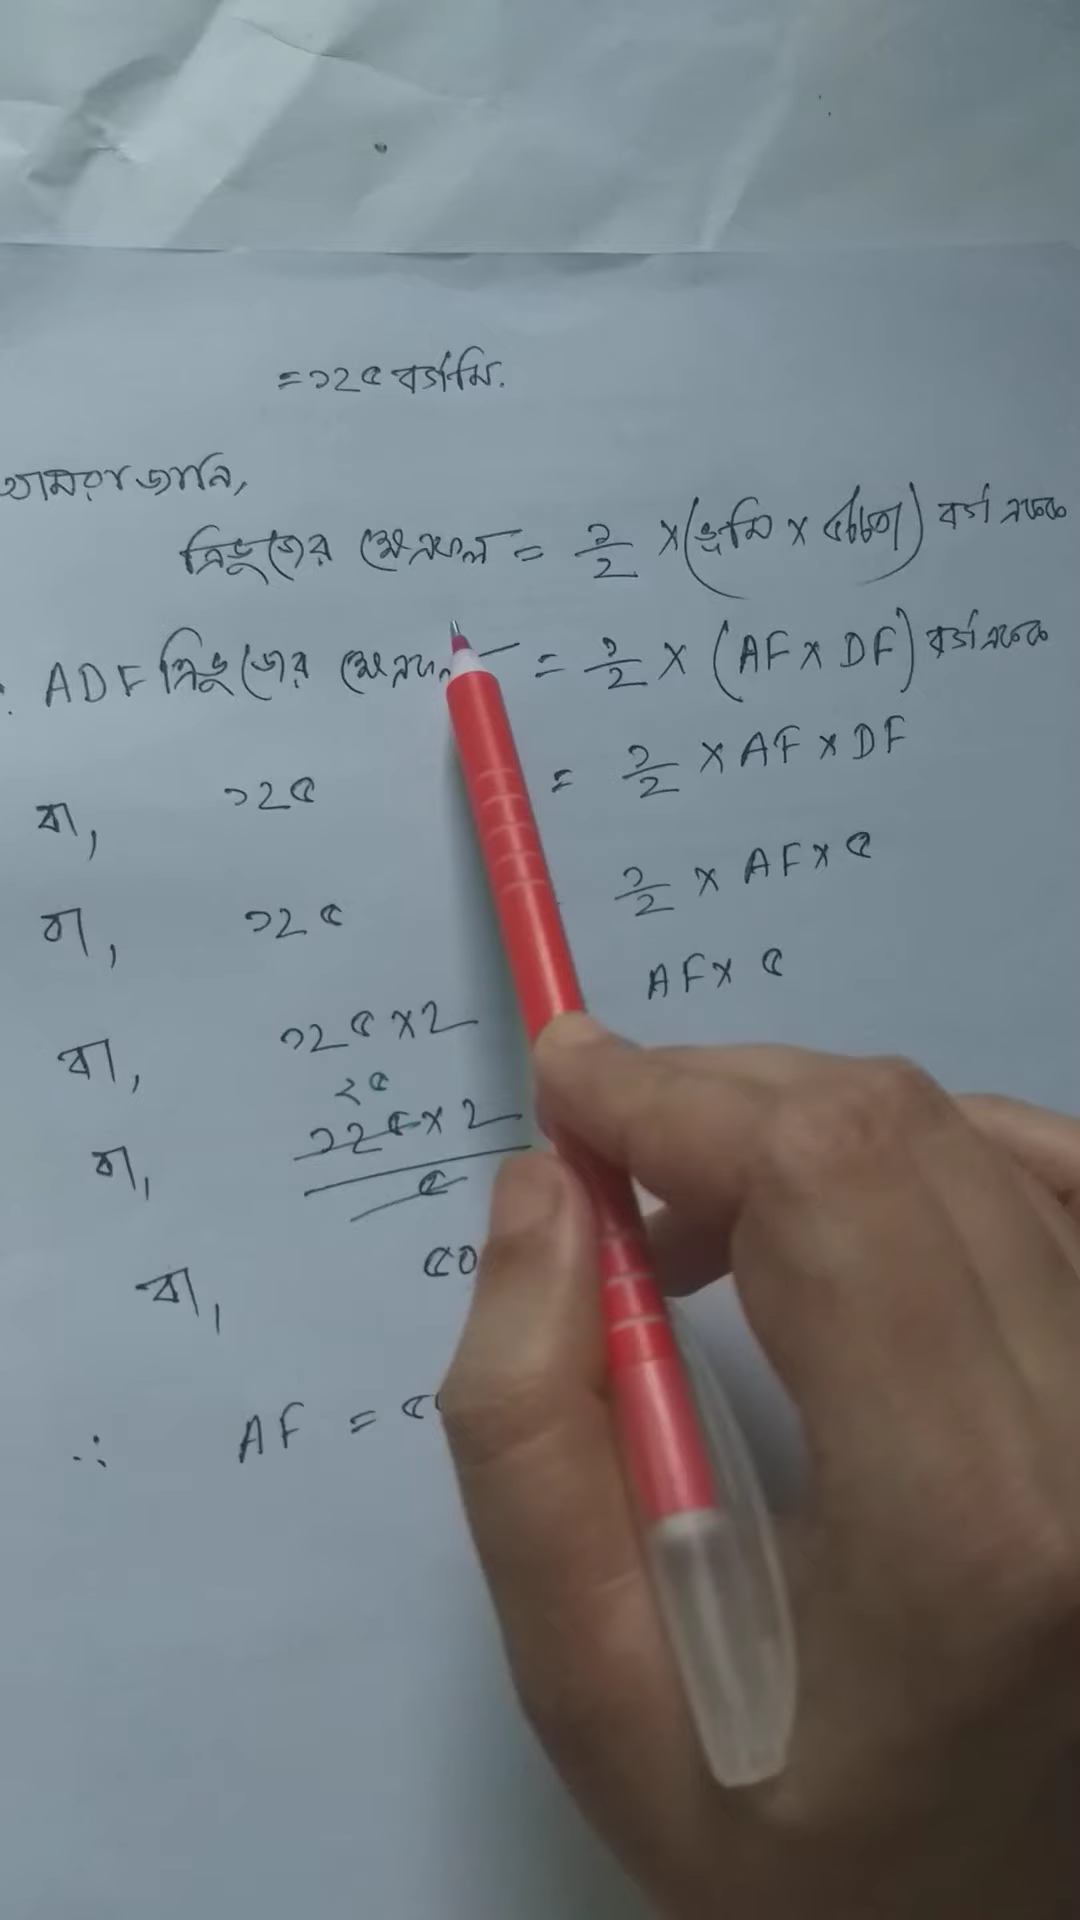 = ১২৫ বর্গমি.
আমরা জানি,
ত্রিভুজের ক্ষেত্রফল = ১/২ × (ভূমি × উচ্চতা) বর্গ একক
ADF ত্রিভুজের ক্ষেত্রফল = ১/২ × (AF × DF) বর্গ একক
বা, ১২৫ = ১/২ × AF × DF
বা, ১২৫ ১/২ × AF × ৫
বা, ১২৫ × ২ AF × ৫
২৫
বা, ১২৫ × ২ / ৫
বা, ৫০
∴ AF =